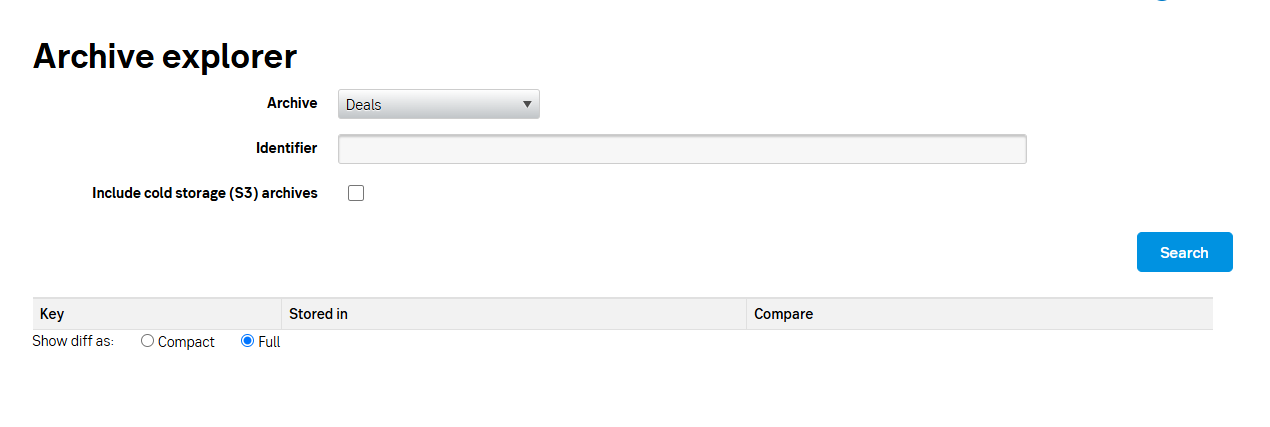 Archive explorer
Archive Deals
Identifier
Include cold storage (S3) archives
Search
Key Stored in Compare
Show diff as: Compact Full